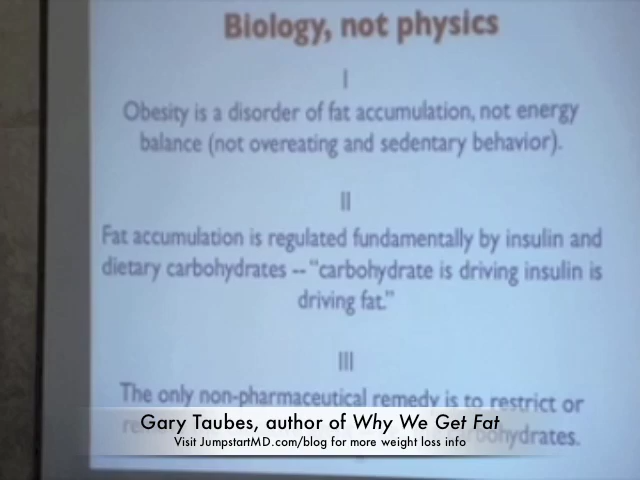 Biology, not physics
I
Obesity is a disorder of fat accumulation, not energy
balance (not overeating and sedentary behavior).
II
Fat accumulation is regulated fundamentally by insulin and
dietary carbohydrates -- "carbohydrate is driving insulin is
driving fat."
III
The only non-pharmaceutical remedy is to restrict or
carbohydrates.
Gary Taubes, author of Why We Get Fat
Visit JumpstartMD.com/blog for more weight loss info